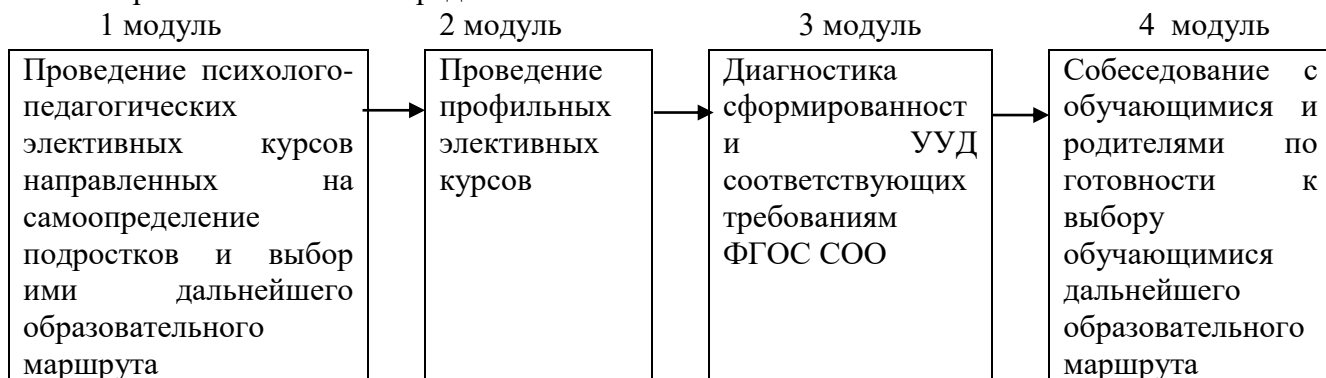 1 модуль
2 модуль
3 модуль
4 модуль
Проведение психолого-
педагогических
элективных курсов
направленных на
самоопределение
подростков и выбор
ими дальнейшего
образовательного
маршрута
Проведение
профильных
элективных
курсов
Диагностика
сформированност
и УУД
соответствующих
требованиям
ФГОС СОО
Собеседование с
обучающимися и
родителями по
готовности к
выбору
обучающимися
дальнейшего
образовательного
маршрута